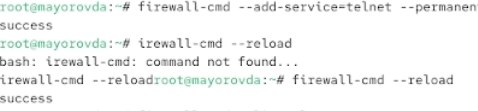 root@mayorovda:~# firewall-cmd --add-service=telnet --permanen
success
root@mayorovda:~# irewall-cmd --reload
bash: irewall-cmd: command not found...
irewall-cmd --reloadroot@mayorovda:~# firewall-cmd --reload
success